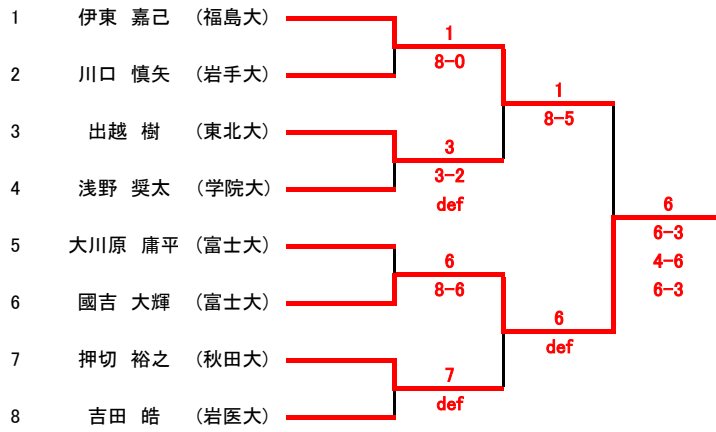 1 伊東 嘉己 (福島大)
1
8-0
2 川口 慎矢 (岩手大)
1
8-5
3 出越 樹 (東北大)
3
3-2
def
4 浅野 奨太 (学院大)
6
6-3
4-6
6-3
5 大川原 庸平 (富士大)
6
8-6
6 國吉 大輝 (富士大)
6
def
7 押切 裕之 (秋田大)
7
def
8 吉田 皓 (岩医大)